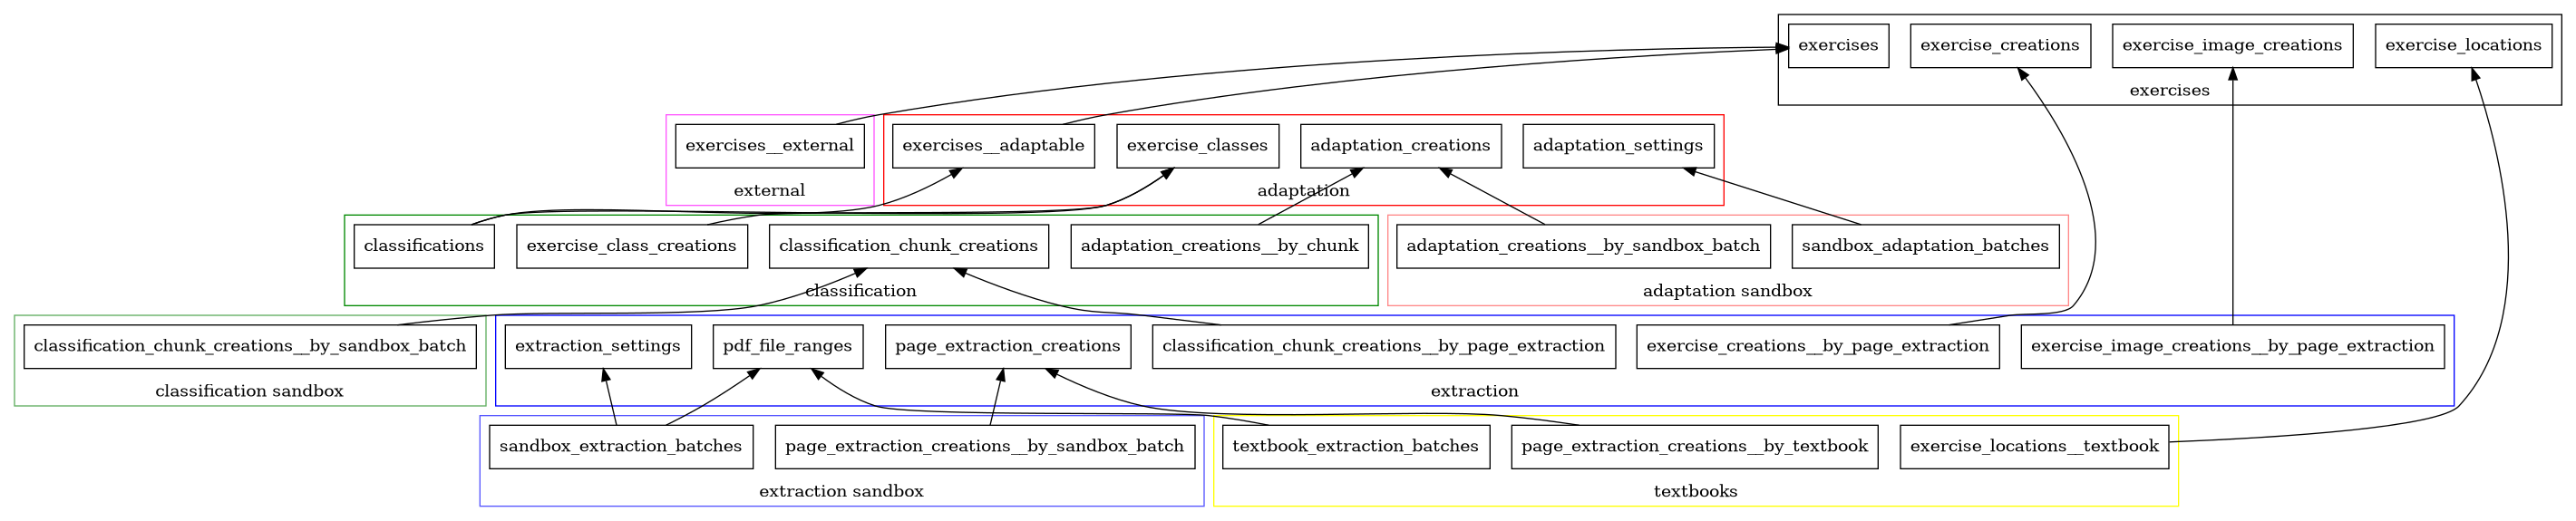 exercises
exercise_creations
exercise_image_creations
exercise_locations
exercises
exercises__external
external
exercises__adaptable
exercise_classes
adaptation_creations
adaptation_settings
adaptation
classifications
exercise_class_creations
classification_chunk_creations
adaptation_creations__by_chunk
classification
adaptation_creations__by_sandbox_batch
sandbox_adaptation_batches
adaptation sandbox
classification_chunk_creations__by_sandbox_batch
classification sandbox
extraction_settings
pdf_file_ranges
page_extraction_creations
classification_chunk_creations__by_page_extraction
exercise_creations__by_page_extraction
exercise_image_creations__by_page_extraction
extraction
sandbox_extraction_batches
page_extraction_creations__by_sandbox_batch
extraction sandbox
textbook_extraction_batches
page_extraction_creations__by_textbook
exercise_locations__textbook
textbooks